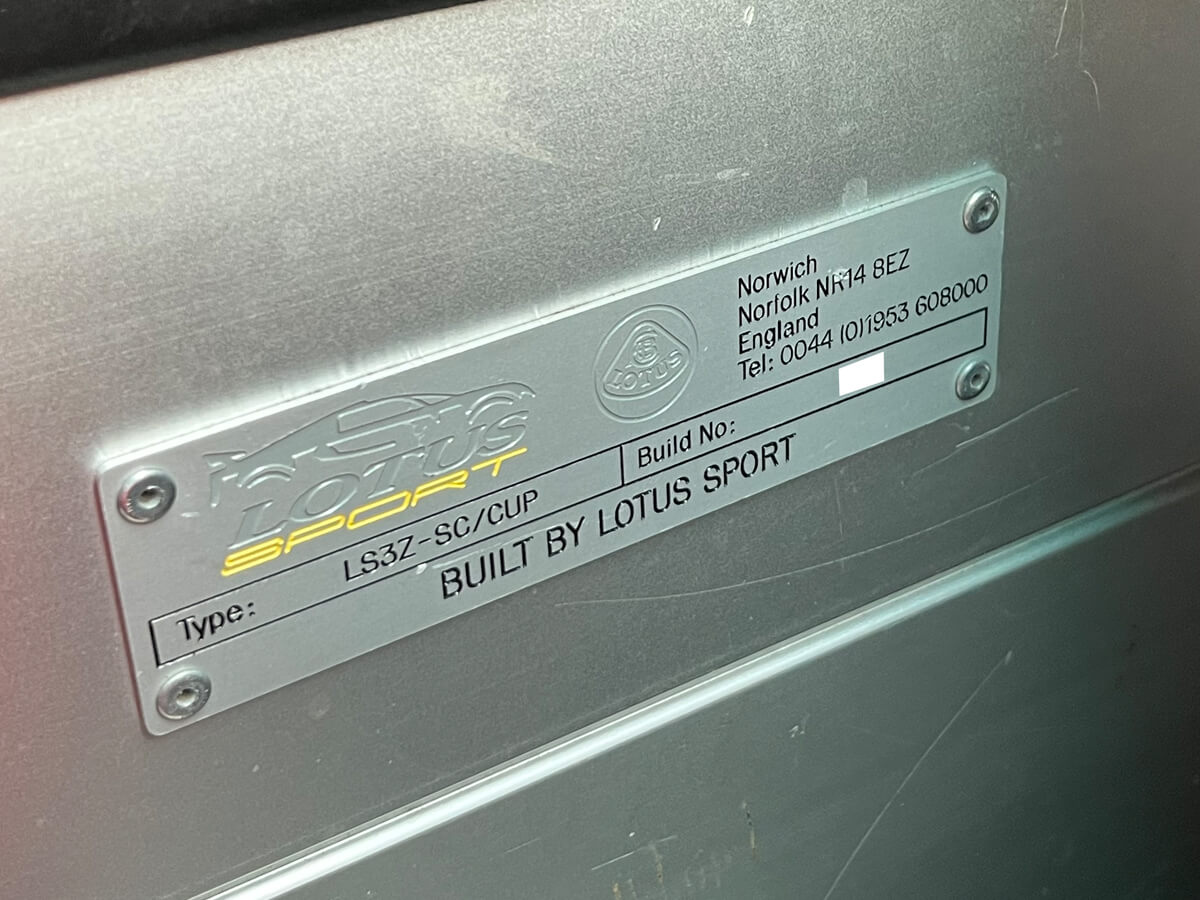 LOTUS
SPORT
LOTUS
Norwich
Norfolk NR14 8EZ
England
Tel: 0044 (0)1953 608000
Type: LS3Z-SC/CUP
Build No:
BUILT BY LOTUS SPORT